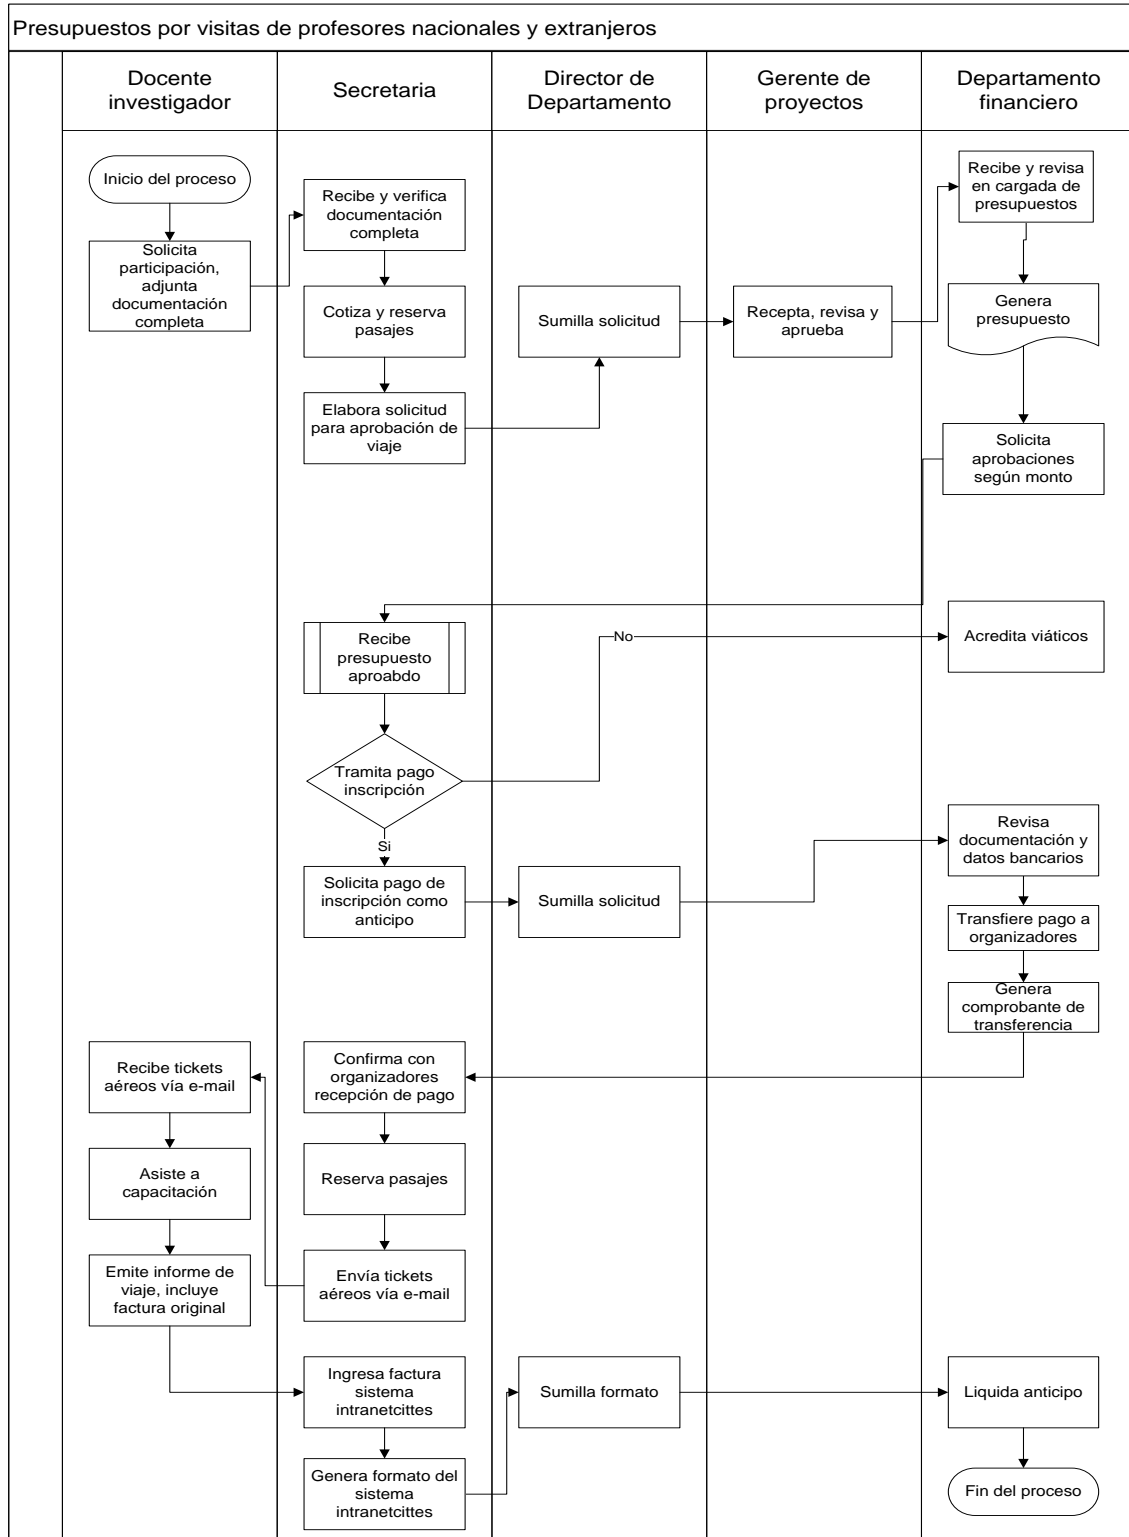 Presupuestos por visitas de profesores nacionales y extranjeros
Docente
investigador
Secretaria
Director de
Departamento
Gerente de
proyectos
Departamento
financiero
Inicio del proceso
Solicita
participación,
adjunta
documentación
completa
Recibe y verifica
documentación
completa
Cotiza y reserva
pasajes
Elabora solicitud
para aprobación de
viaje
Sumilla solicitud
Recepta, revisa y
aprueba
Recibe y revisa
en cargada de
presupuestos
Genera
presupuesto
Solicita
aprobaciones
según monto
Recibe
presupuesto
aproabdo
No
Acredita viáticos
Tramita pago
inscripción
Si
Solicita pago de
inscripción como
anticipo
Sumilla solicitud
Revisa
documentación y
datos bancarios
Transfiere pago a
organizadores
Genera
comprobante de
transferencia
Confirma con
organizadores
recepción de pago
Reserva pasajes
Envía tickets
aéreos vía e-mail
Recibe tickets
aéreos vía e-mail
Asiste a
capacitación
Emite informe de
viaje, incluye
factura original
Ingresa factura
sistema
intranetcittes
Genera formato del
sistema
intranetcittes
Sumilla formato
Liquida anticipo
Fin del proceso